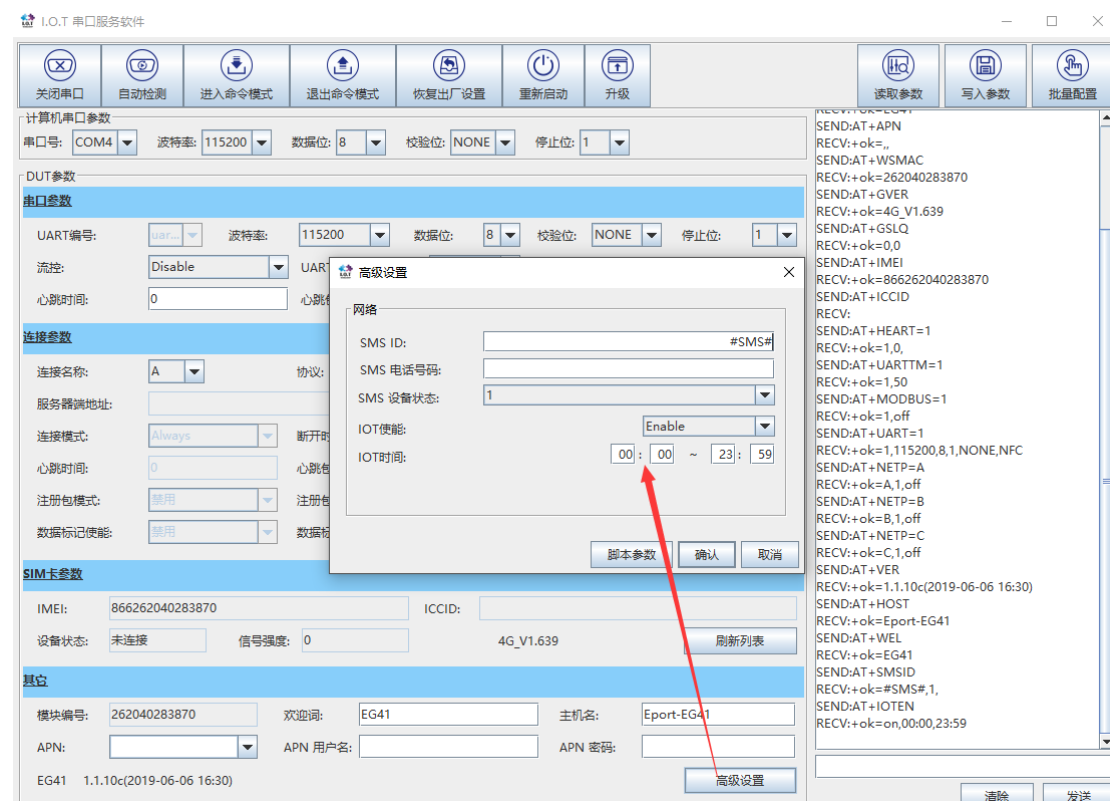 I.O.T 串口服务软件
关闭串口 自动检测 进入命令模式 退出命令模式 恢复出厂设置 重新启动 升级 读取参数 写入参数 批量配置
计算机串口参数
串口号: COM4 波特率: 115200 数据位: 8 校验位: NONE 停止位: 1
DUT参数
串口参数
UART编号: uar... 波特率: 115200 数据位: 8 校验位: NONE 停止位: 1
流控: Disable UART
心跳时间: 0 心跳
连接参数
连接名称: A 协议:
服务器端地址:
连接模式: Always 断开时
心跳时间: 0 心跳包
注册包模式: 禁用 注册包
数据标记使能: 禁用 数据标
高级设置
网络
SMS ID: #SMS#
SMS 电话号码:
SMS 设备状态: 1
IOT使能: Enable
IOT时间: 00 : 00 ~ 23 : 59
脚本参数 确认 取消
SIM卡参数
IMEI: 866262040283870 ICCID:
设备状态: 未连接 信号强度: 0 4G_V1.639 刷新列表
其它
模块编号: 262040283870 欢迎词: EG41 主机名: Eport-EG41
APN: APN 用户名: APN 密码:
EG41 1.1.10c(2019-06-06 16:30) 高级设置
RECV:+ok=EG41
SEND:AT+APN
RECV:+ok=,,
SEND:AT+WSMAC
RECV:+ok=262040283870
SEND:AT+GVER
RECV:+ok=4G_V1.639
SEND:AT+GSLQ
RECV:+ok=0,0
SEND:AT+IMEI
RECV:+ok=866262040283870
SEND:AT+ICCID
RECV:
SEND:AT+HEART=1
RECV:+ok=1,0,
SEND:AT+UARTTM=1
RECV:+ok=1,50
SEND:AT+MODBUS=1
RECV:+ok=1,off
SEND:AT+UART=1
RECV:+ok=1,115200,8,1,NONE,NFC
SEND:AT+NETP=A
RECV:+ok=A,1,off
SEND:AT+NETP=B
RECV:+ok=B,1,off
SEND:AT+NETP=C
RECV:+ok=C,1,off
SEND:AT+VER
RECV:+ok=1.1.10c(2019-06-06 16:30)
SEND:AT+HOST
RECV:+ok=Eport-EG41
SEND:AT+WEL
RECV:+ok=EG41
SEND:AT+SMSID
RECV:+ok=#SMS#,1,
SEND:AT+IOTEN
RECV:+ok=on,00:00,23:59
清除 发送